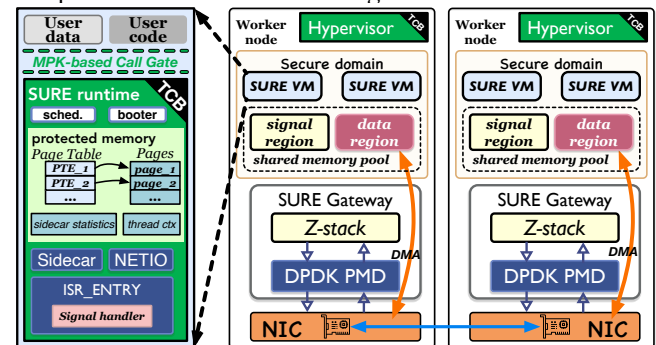 User
data
User
code
MPK-based Call Gate
SURE runtime
TCB
sched.
booter
protected memory
Page Table
Pages
PTE_1
page_1
PTE_2
page_2
...
...
sidecar statistics
thread ctx
Sidecar
NETIO
ISR_ENTRY
Signal handler
Worker
node
Hypervisor
TCB
Secure domain
SURE VM
SURE VM
signal
region
data
region
shared memory pool
SURE Gateway
Z-stack
DMA
DPDK PMD
NIC
Worker
node
Hypervisor
TCB
Secure domain
SURE VM
SURE VM
signal
region
data
region
shared memory pool
SURE Gateway
Z-stack
DMA
DPDK PMD
NIC